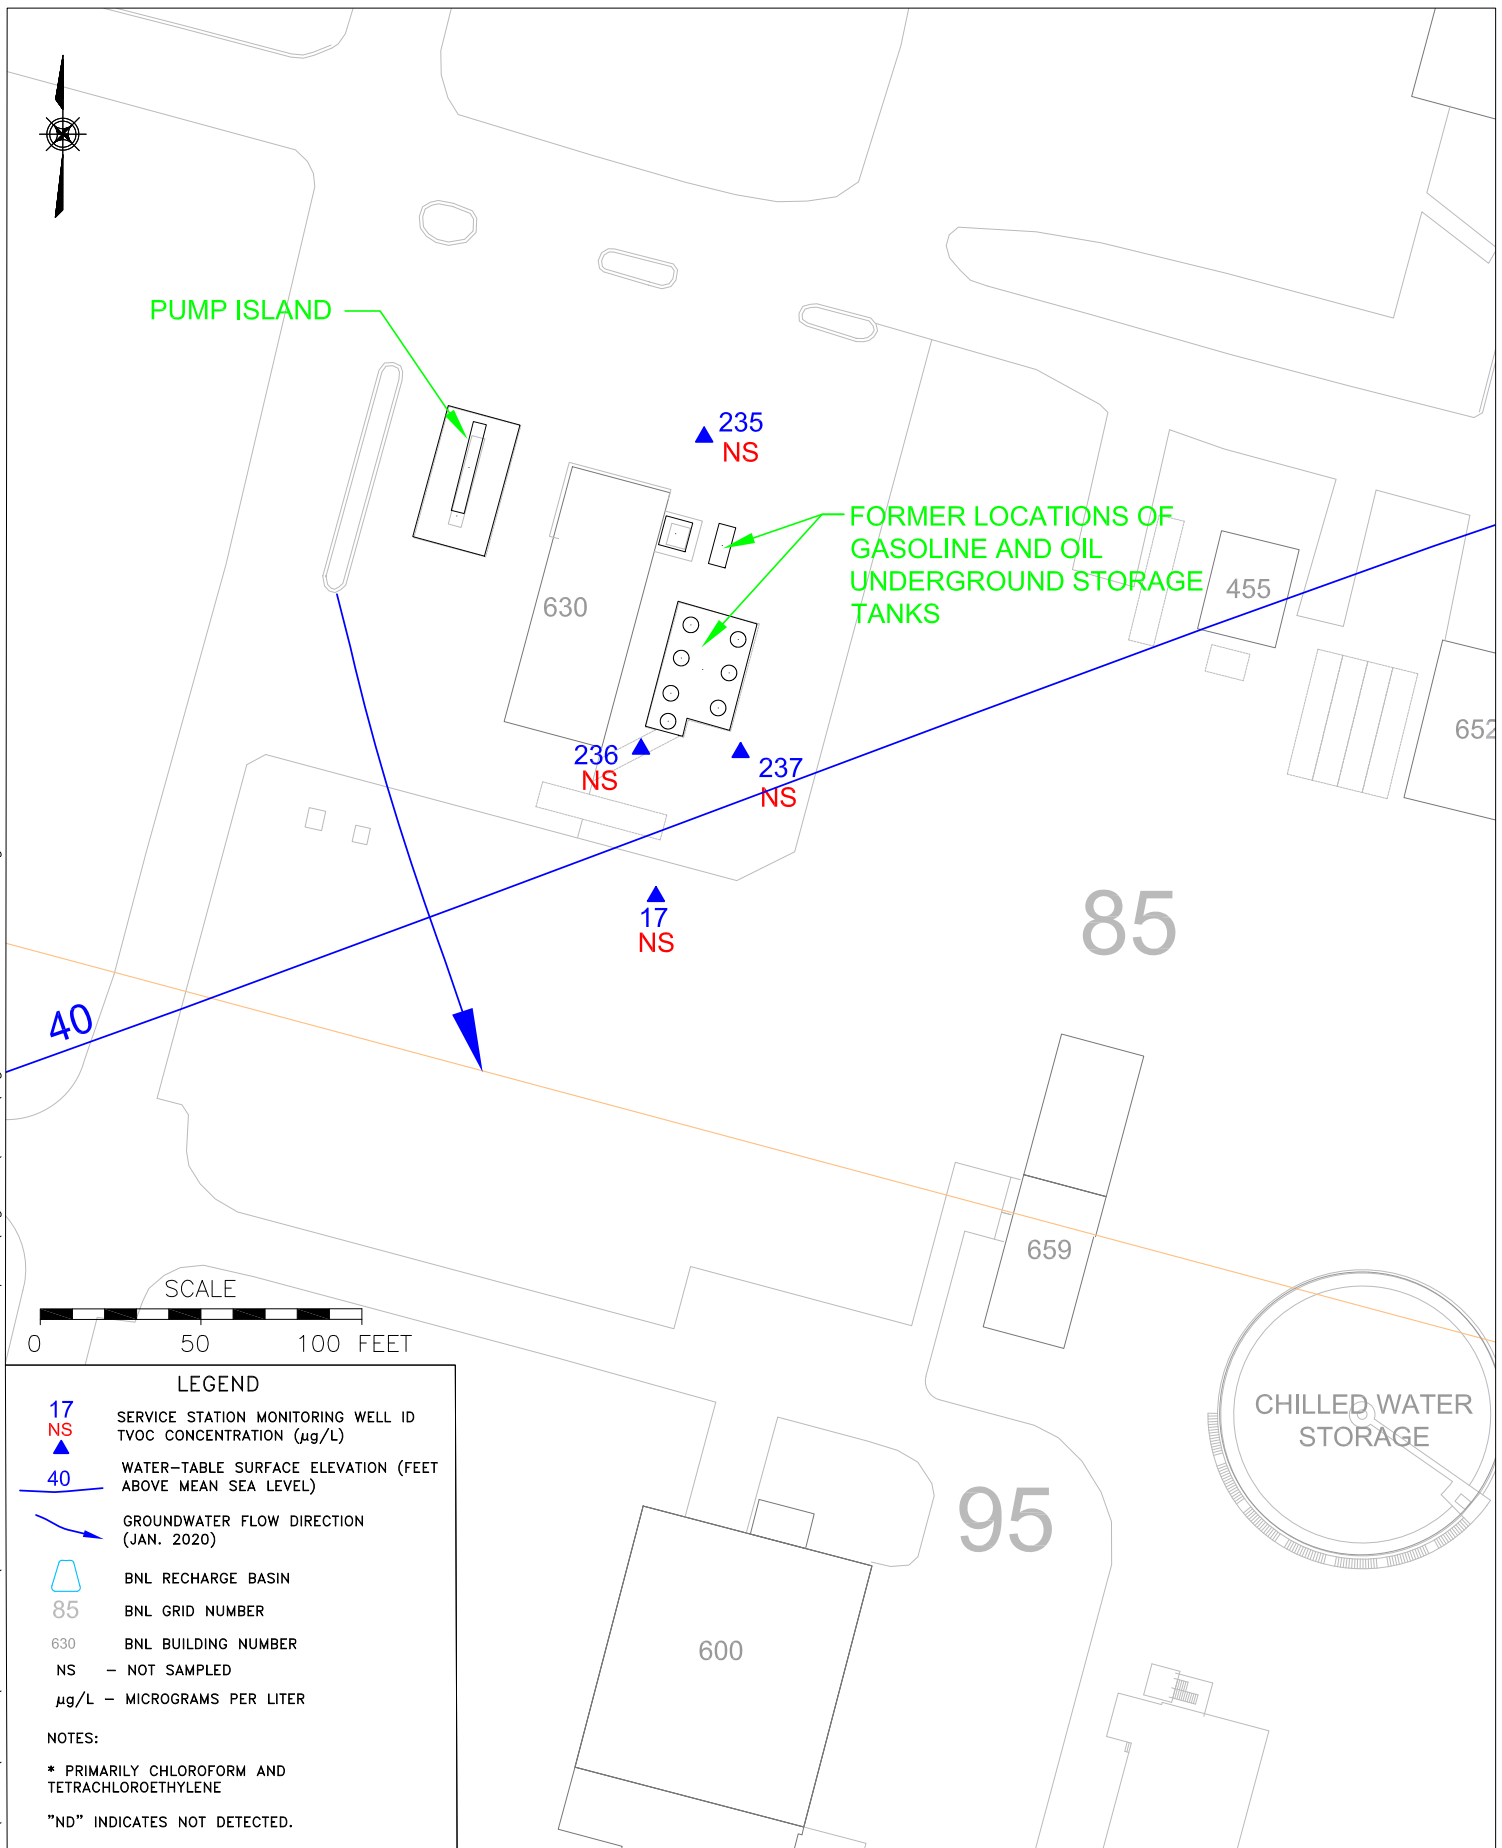 PUMP ISLAND
235
NS
FORMER LOCATIONS OF
GASOLINE AND OIL
UNDERGROUND STORAGE
TANKS
630
455
652
236
NS
237
NS
85
17
NS
40
659
SCALE
0 50 100 FEET
CHILLED WATER
STORAGE
95
600
LEGEND
17
NS
SERVICE STATION MONITORING WELL ID
TVOC CONCENTRATION (µg/L)
40
WATER-TABLE SURFACE ELEVATION (FEET
ABOVE MEAN SEA LEVEL)
GROUNDWATER FLOW DIRECTION
(JAN. 2020)
BNL RECHARGE BASIN
85 BNL GRID NUMBER
630 BNL BUILDING NUMBER
NS - NOT SAMPLED
µg/L - MICROGRAMS PER LITER
NOTES:
* PRIMARILY CHLOROFORM AND
TETRACHLOROETHYLENE
"ND" INDICATES NOT DETECTED.